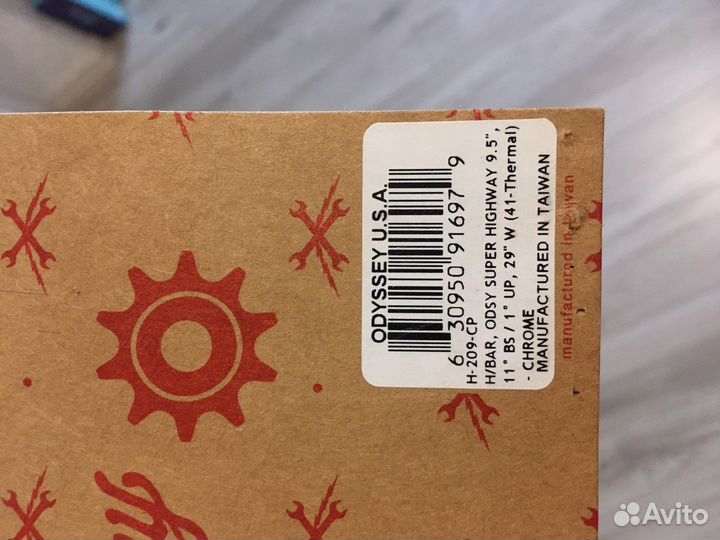 ODYSSEY U.S.A.
6 30950 91697 9
H-209-CP
H/BAR, ODSY SUPER HIGHWAY 9.5",
11° BS / 1° UP, 29" W (41-Thermal)
- CHROME
MANUFACTURED IN TAIWAN
manufactured in taiwan
Avito